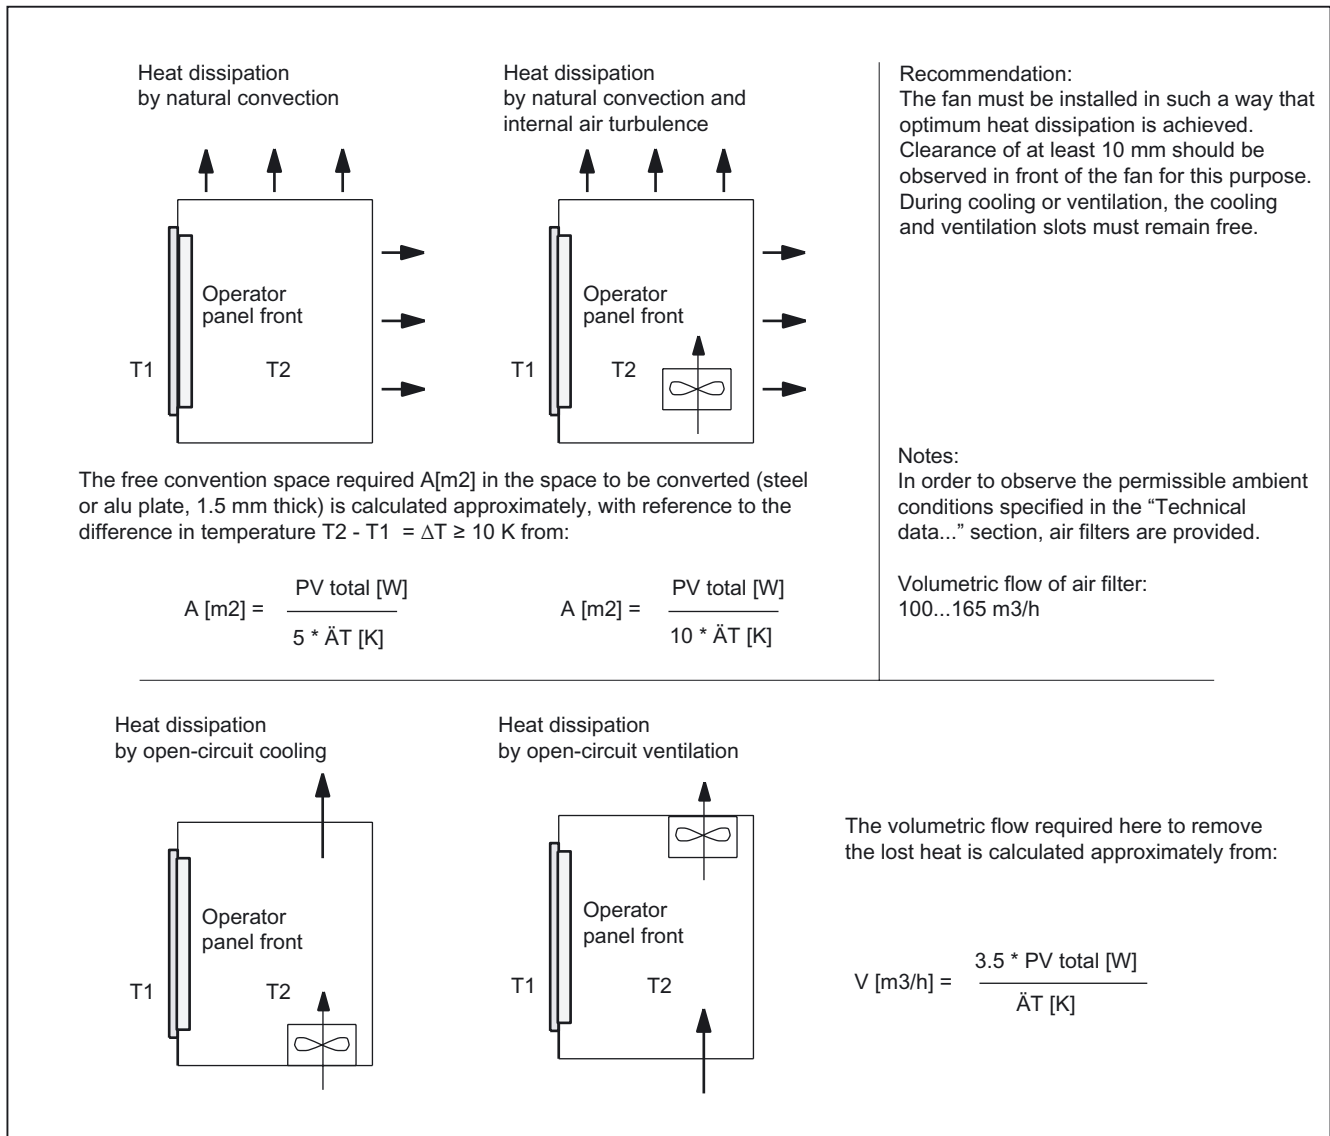 Heat dissipation
by natural convection
Operator
panel front
T1
T2
Heat dissipation
by natural convection and
internal air turbulence
Operator
panel front
T1
T2
Recommendation:
The fan must be installed in such a way that
optimum heat dissipation is achieved.
Clearance of at least 10 mm should be
observed in front of the fan for this purpose.
During cooling or ventilation, the cooling
and ventilation slots must remain free.
The free convention space required A[m2] in the space to be converted (steel
or alu plate, 1.5 mm thick) is calculated approximately, with reference to the
difference in temperature T2 - T1 = ΔT ≥ 10 K from:
A [m2] = PV total [W]
5 * ÄT [K]
A [m2] = PV total [W]
10 * ÄT [K]
Notes:
In order to observe the permissible ambient
conditions specified in the “Technical
data...” section, air filters are provided.
Volumetric flow of air filter:
100...165 m3/h
Heat dissipation
by open-circuit cooling
Operator
panel front
T1
T2
Heat dissipation
by open-circuit ventilation
Operator
panel front
T1
T2
The volumetric flow required here to remove
the lost heat is calculated approximately from:
V [m3/h] = 3.5 * PV total [W]
ÄT [K]